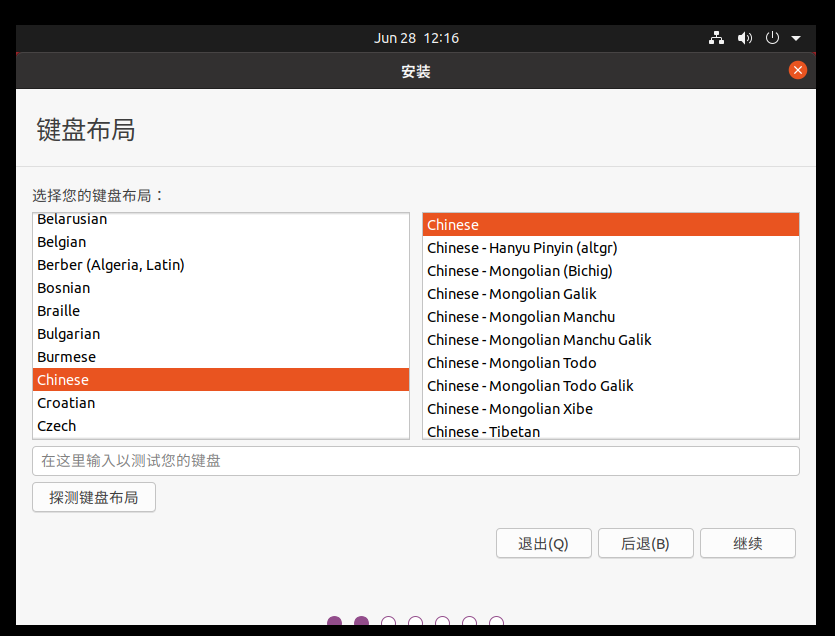 Jun 28 12:16
安装
键盘布局
选择您的键盘布局：
Belarusian
Belgian
Berber (Algeria, Latin)
Bosnian
Braille
Bulgarian
Burmese
Chinese
Croatian
Czech
Chinese
Chinese - Hanyu Pinyin (altgr)
Chinese - Mongolian (Bichig)
Chinese - Mongolian Galik
Chinese - Mongolian Manchu
Chinese - Mongolian Manchu Galik
Chinese - Mongolian Todo
Chinese - Mongolian Todo Galik
Chinese - Mongolian Xibe
Chinese - Tibetan
在这里输入以测试您的键盘
探测键盘布局
退出(Q) 后退(B) 继续